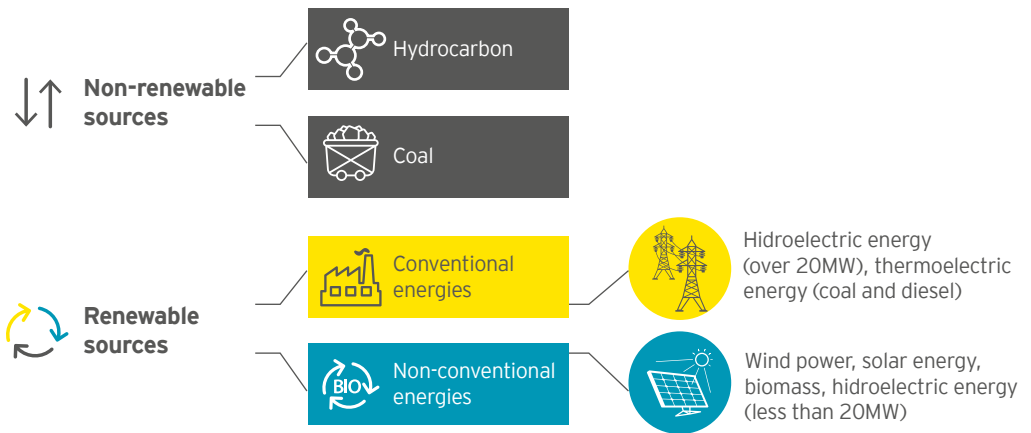 Hydrocarbon
Non-renewable
sources
Coal
Conventional
energies
Hidroelectric energy
(over 20MW), thermoelectric
energy (coal and diesel)
Renewable
sources
BIO
Non-conventional
energies
Wind power, solar energy,
biomass, hidroelectric energy
(less than 20MW)